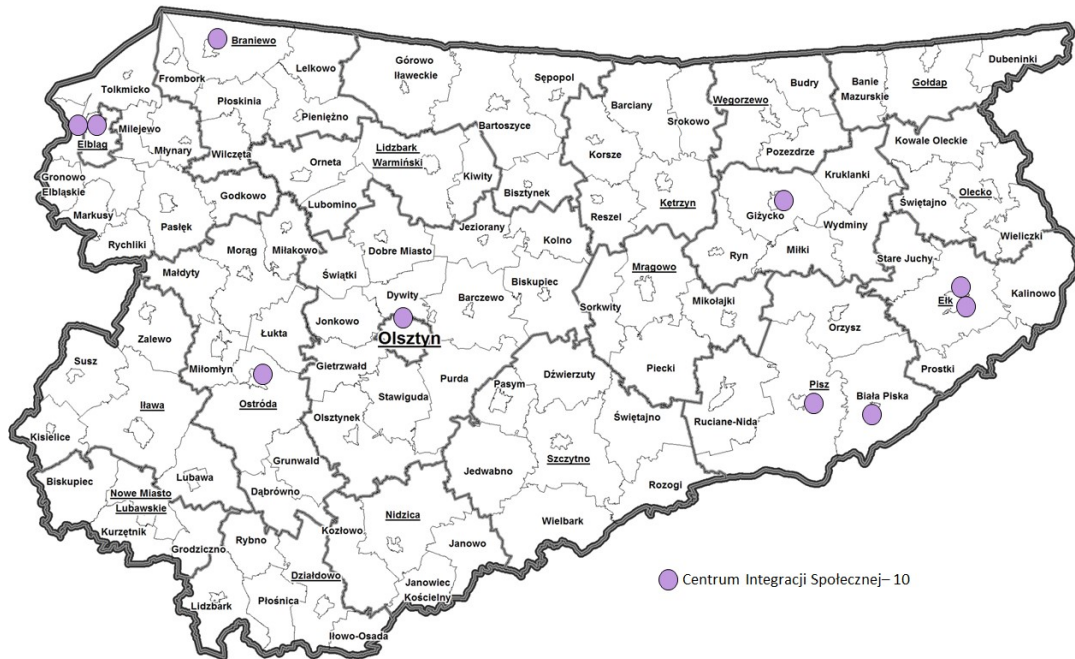 Braniewo
Lelkowo
Frombork
Górowo
Iławeckie
Sępopol
Dubeninki
Budry
Banie
Mazurskie
Gołdap
Tolkmicko
Płoskinia
Pieniężno
Barciany
Węgorzewo
Srokowo
Bartoszyce
Milejewo
Elbląg
Młynary
Wilczęta
Lidzbark
Warmiński
Orneta
Korsze
Pozezdrze
Kowale Oleckie
Gronowo
Elbląskie
Godkowo
Kiwity
Bisztynek
Kętrzyn
Kruklanki
Olecko
Markusy
Lubomino
Reszel
Giżycko
Świętajno
Rychliki
Pasłęk
Jeziorany
Wydminy
Wieliczki
Morąg
Miłakowo
Dobre Miasto
Kolno
Ryn
Miłki
Stare Juchy
Małdyty
Świątki
Mrągowo
Biskupiec
Dywity
Barczewo
Sorkwity
Mikołajki
Ełk
Kalinowo
Zalewo
Łukta
Jonkowo
Olsztyn
Orzysz
Susz
Miłomłyn
Gietrzwałd
Purda
Pasym
Dźwierzuty
Piecki
Prostki
Iława
Ostróda
Olsztynek
Stawiguda
Pisz
Biała Piska
Kisielice
Świętajno
Ruciane-Nida
Grunwald
Szczytno
Biskupiec
Lubawa
Jedwabno
Nowe Miasto
Lubawskie
Dąbrówno
Rozogi
Kurzętnik
Nidzica
Wielbark
Grodziczno
Rybno
Kozłowo
Janowo
Działdowo
Janowiec
Kościelny
Centrum Integracji Społecznej– 10
Lidzbark
Płośnica
Iłowo-Osada